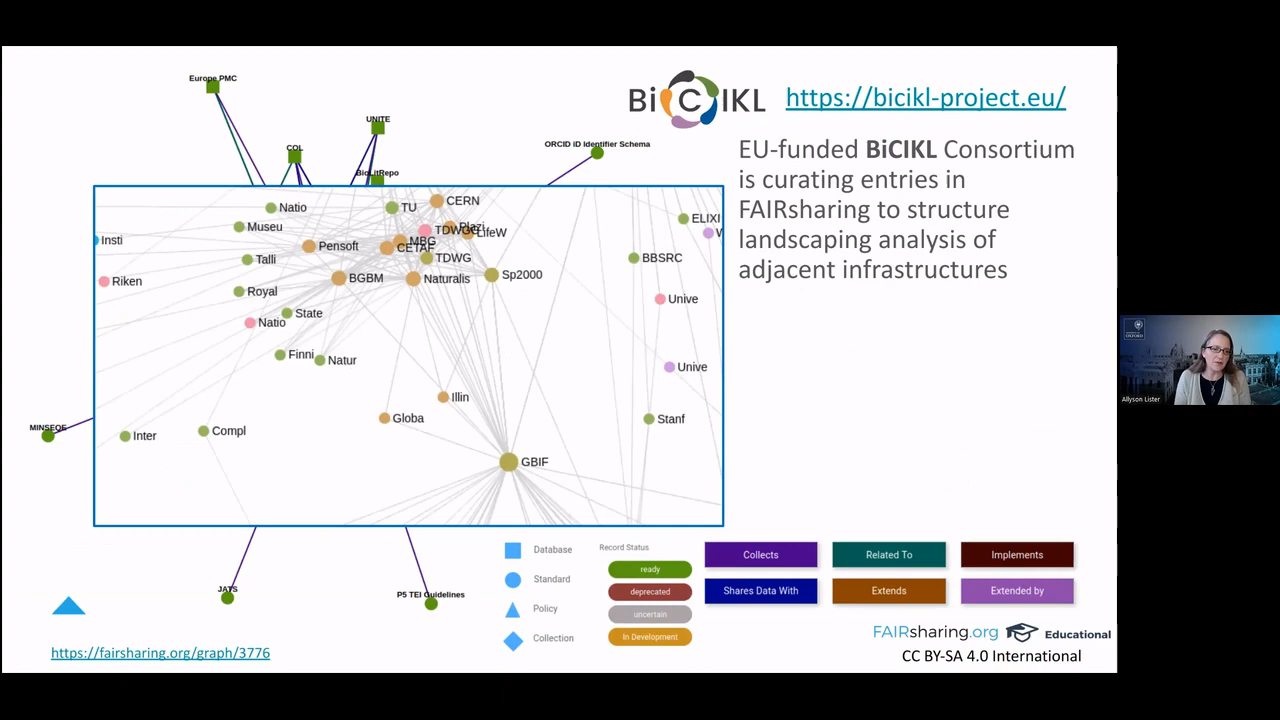 Europe PMC
UNITE
COL
BioLitRepo
ORCID iD Identifier Schema
BiCIKL
https://bicikl-project.eu/
EU-funded BiCIKL Consortium
is curating entries in
FAIRsharing to structure
landscaping analysis of
adjacent infrastructures
Natio
TU
CERN
Museu
TDWG
Plazi
LifeW
ELIXI
W
Insti
Pensoft
MBG
CETAF
Talli
TDWG
BBSRC
Riken
BGBM
Naturalis
Sp2000
Royal
Unive
State
Natio
Finni
Natur
Unive
Illin
Globa
Stanf
Inter
Compl
GBIF
MINSEQE
JATS
P5 TEI Guidelines
Database
Standard
Policy
Collection
Record Status
ready
deprecated
uncertain
In Development
Collects
Related To
Implements
Shares Data With
Extends
Extended by
https://fairsharing.org/graph/3776
FAIRsharing.org Educational
CC BY-SA 4.0 International
OXFORD
Allyson Lister